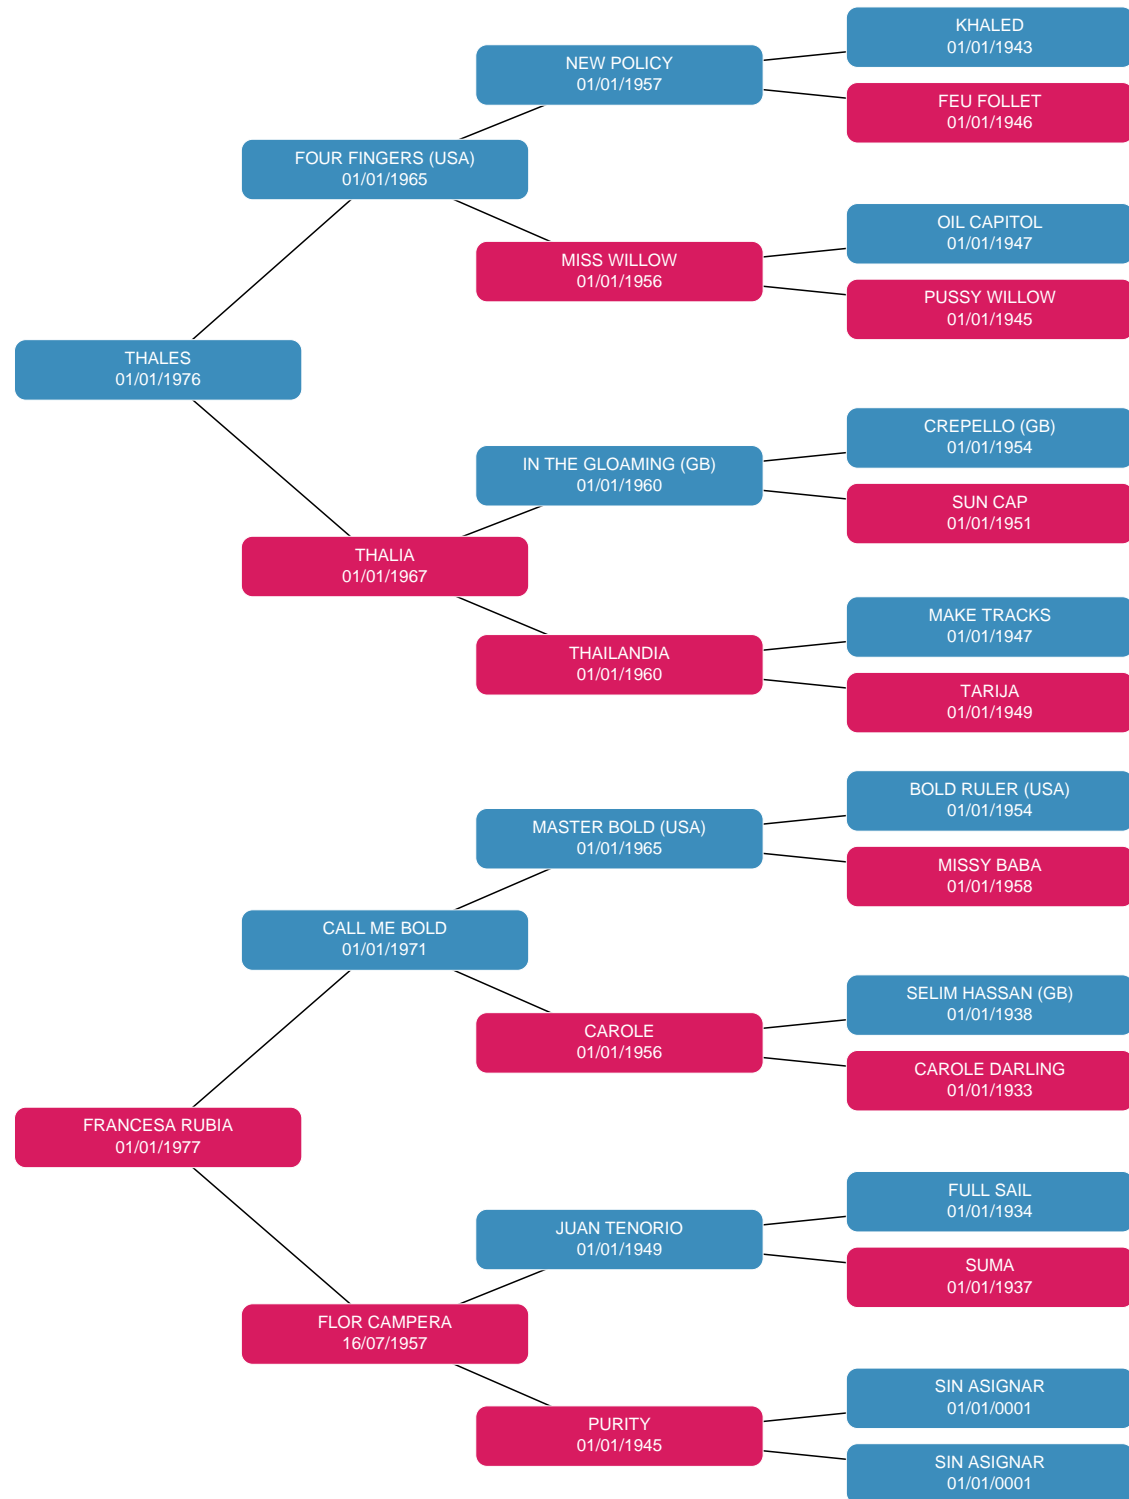 KHALED
01/01/1943
NEW POLICY
01/01/1957
FEU FOLLET
01/01/1946
FOUR FINGERS (USA)
01/01/1965
OIL CAPITOL
01/01/1947
MISS WILLOW
01/01/1956
PUSSY WILLOW
01/01/1945
THALES
01/01/1976
CREPELLO (GB)
01/01/1954
IN THE GLOAMING (GB)
01/01/1960
SUN CAP
01/01/1951
THALIA
01/01/1967
MAKE TRACKS
01/01/1947
THAILANDIA
01/01/1960
TARIJA
01/01/1949
BOLD RULER (USA)
01/01/1954
MASTER BOLD (USA)
01/01/1965
MISSY BABA
01/01/1958
CALL ME BOLD
01/01/1971
SELIM HASSAN (GB)
01/01/1938
CAROLE
01/01/1956
CAROLE DARLING
01/01/1933
FRANCESA RUBIA
01/01/1977
FULL SAIL
01/01/1934
JUAN TENORIO
01/01/1949
SUMA
01/01/1937
FLOR CAMPERA
16/07/1957
SIN ASIGNAR
01/01/0001
PURITY
01/01/1945
SIN ASIGNAR
01/01/0001